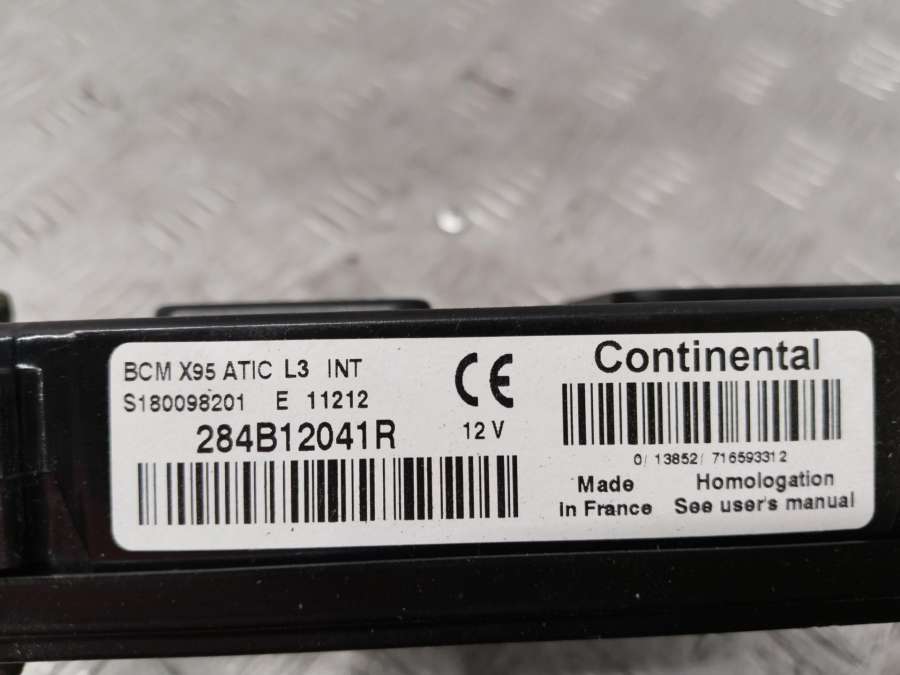 BCM X95 ATIC L3 INT
S180098201 E 11212
284B12041R
CE
12 V
Continental
0/ 13852/ 716593312
Made
in France
Homologation
See user's manual